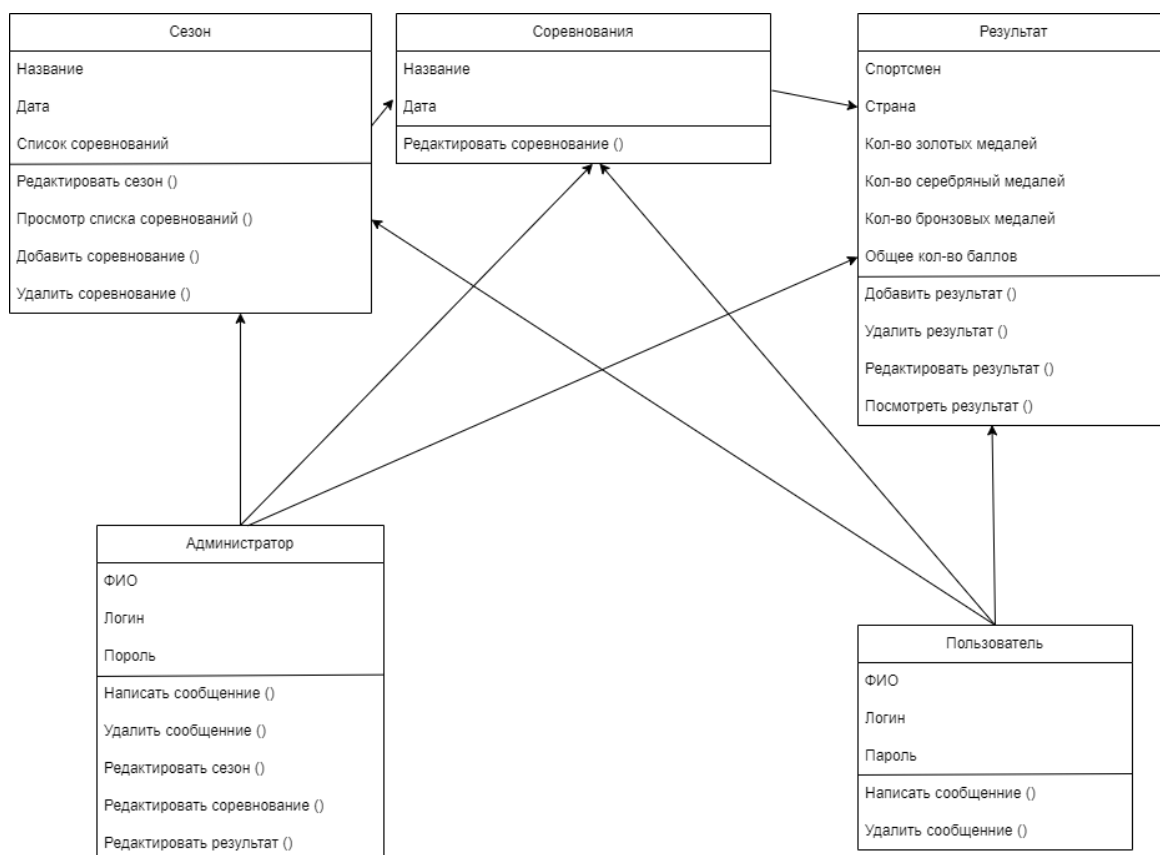 Сезон
Название
Дата
Список соревнований
Редактировать сезон ()
Просмотр списка соревнований ()
Добавить соревнование ()
Удалить соревнование ()
Соревнования
Название
Дата
Редактировать соревнование ()
Результат
Спортсмен
Страна
Кол-во золотых медалей
Кол-во серебряный медалей
Кол-во бронзовых медалей
Общее кол-во баллов
Добавить результат ()
Удалить результат ()
Редактировать результат ()
Посмотреть результат ()
Администратор
ФИО
Логин
Пороль
Написать сообщенние ()
Удалить сообщенние ()
Редактировать сезон ()
Редактировать соревнование ()
Редактировать результат ()
Пользователь
ФИО
Логин
Пароль
Написать сообщенние ()
Удалить сообщенние ()